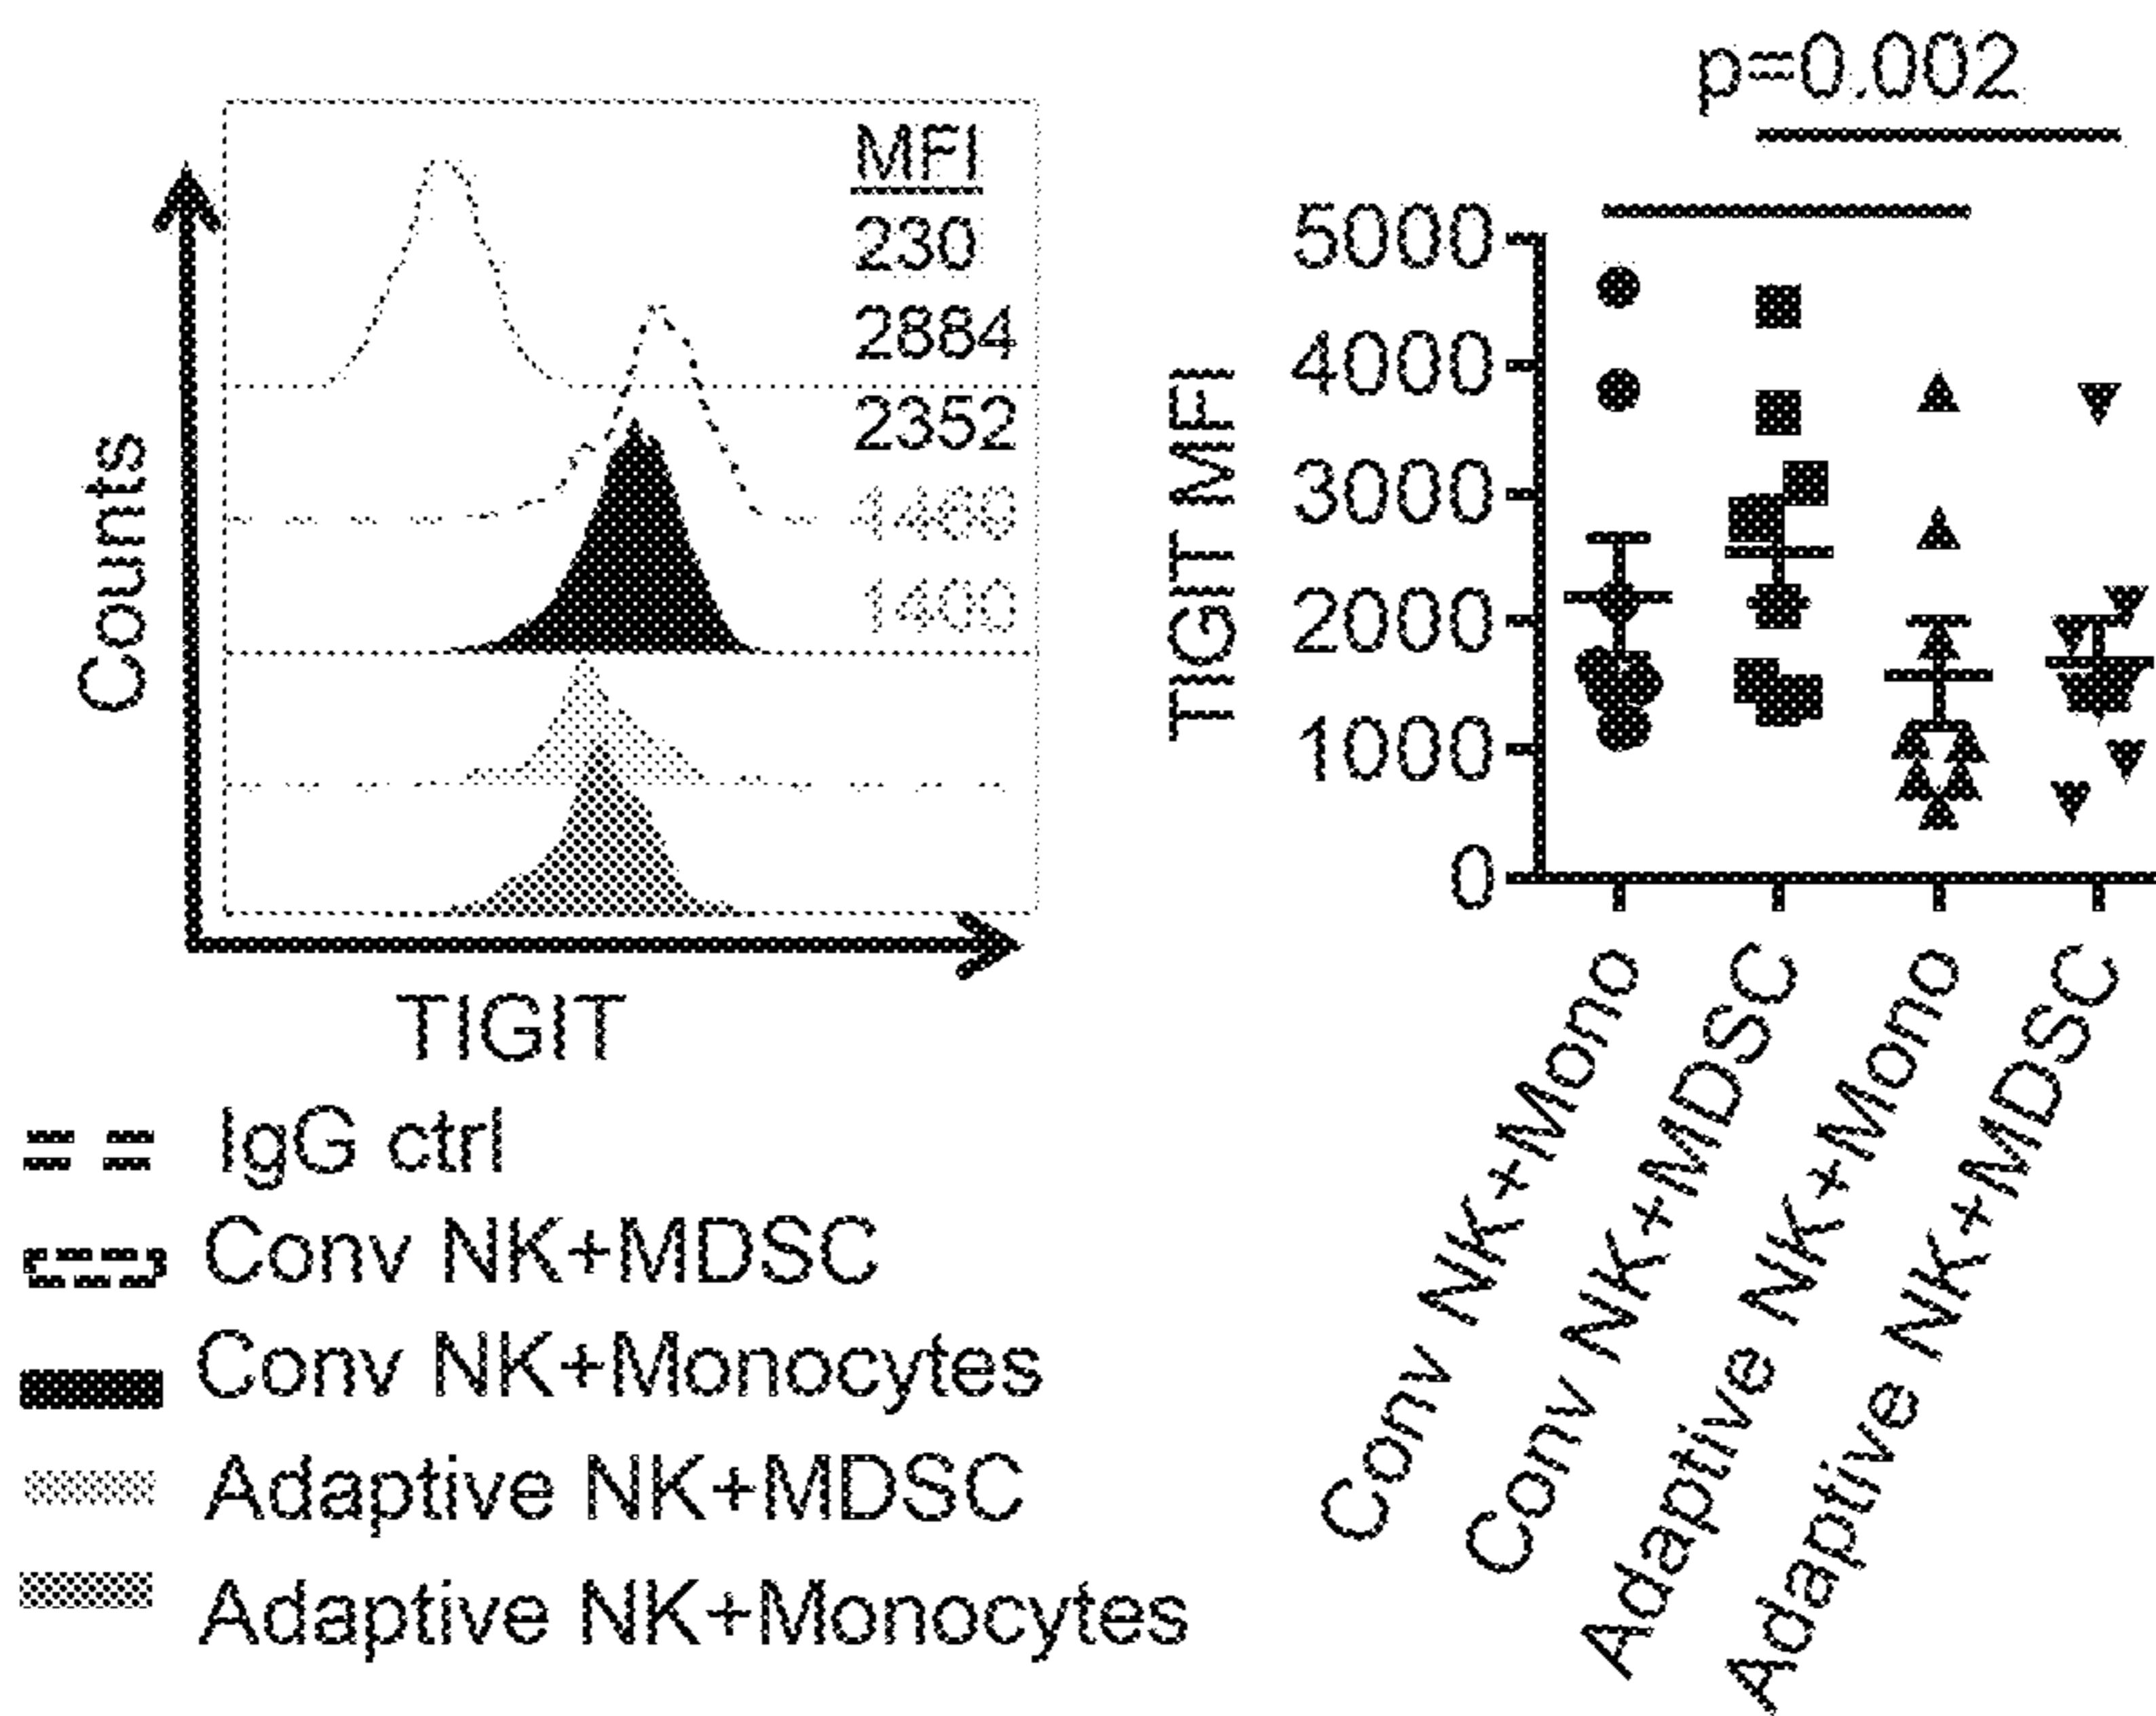 MFI
230
2884
2352
1469
1400
Counts
TIGIT
IgG ctrl
Conv NK+MDSC
Conv NK+Monocytes
Adaptive NK+MDSC
Adaptive NK+Monocytes
p=0.002
TIGIT MFI
5000
4000
3000
2000
1000
0
Conv NK+Mono
Conv NK+MDSC
Adaptive NK+Mono
Adaptive NK+MDSC